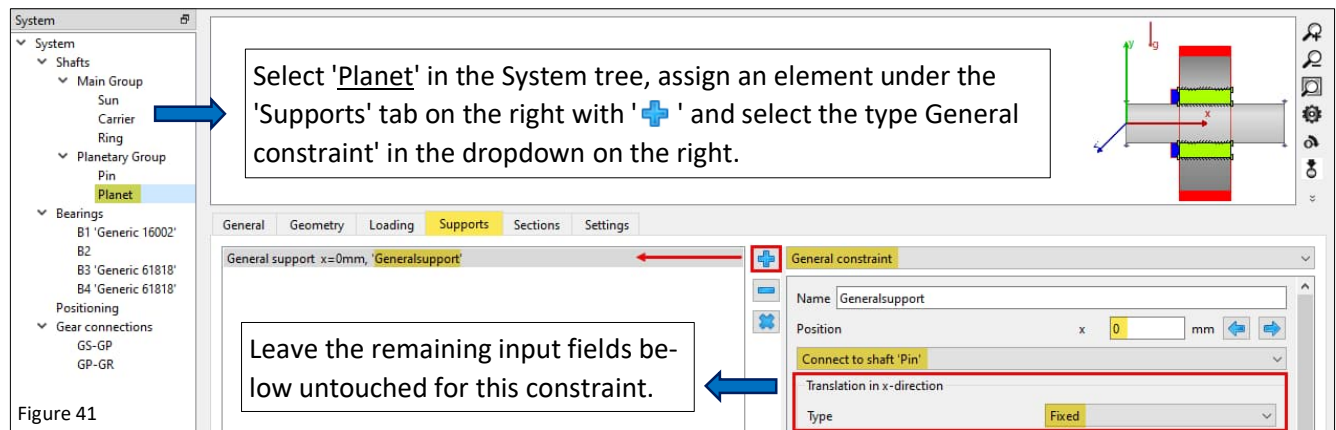 System
System
Shafts
Main Group
Sun
Carrier
Ring
Planetary Group
Pin
Planet
Bearings
B1 'Generic 16002'
B2
B3 'Generic 61818'
B4 'Generic 61818'
Positioning
Gear connections
GS-GP
GP-GR
Figure 41
Select 'Planet' in the System tree, assign an element under the
'Supports' tab on the right with ' ' and select the type General
constraint' in the dropdown on the right.
y
g
x
z
General Geometry Loading Supports Sections Settings
General support x=0mm, 'Generalsupport'
Leave the remaining input fields be-
low untouched for this constraint.
General constraint
Name Generalsupport
Position x 0 mm
Connect to shaft 'Pin'
Translation in x-direction
Type Fixed